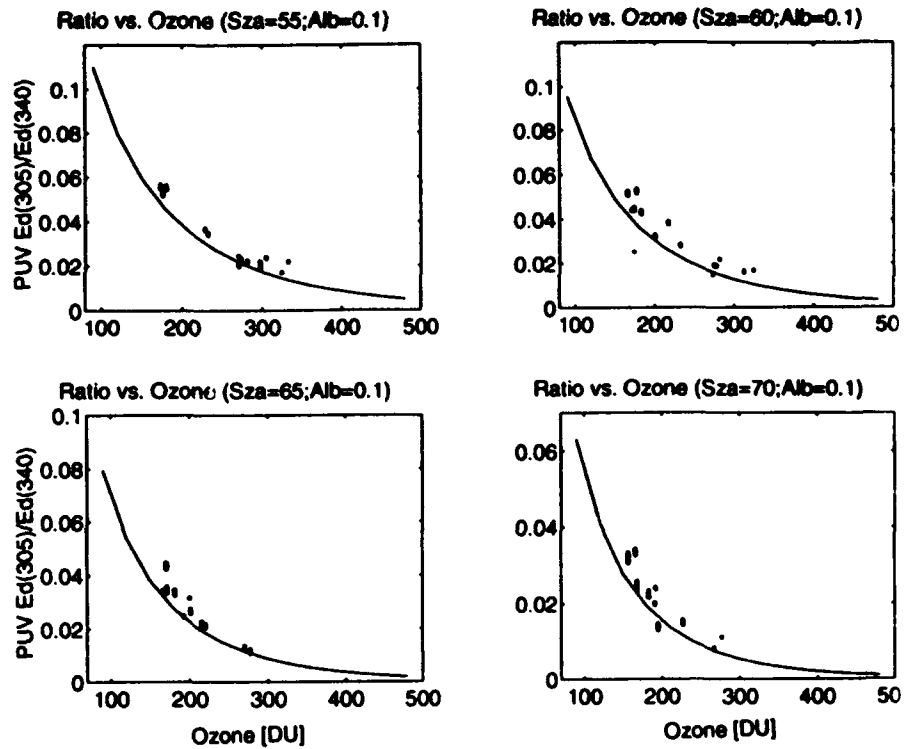 Ratio vs. Ozone (Sza=55;Alb=0.1)
PUV Ed(305)/Ed(340)
0.1
0.08
0.06
0.04
0.02
0
100 200 300 400 500
Ratio vs. Ozone (Sza=60;Alb=0.1)
0.1
0.08
0.06
0.04
0.02
0
100 200 300 400 50
Ratio vs. Ozone (Sza=65;Alb=0.1)
PUV Ed(305)/Ed(340)
0.1
0.08
0.06
0.04
0.02
0
100 200 300 400 500
Ozone [DU]
Ratio vs. Ozone (Sza=70;Alb=0.1)
0.06
0.04
0.02
0
100 200 300 400 50
Ozone [DU]